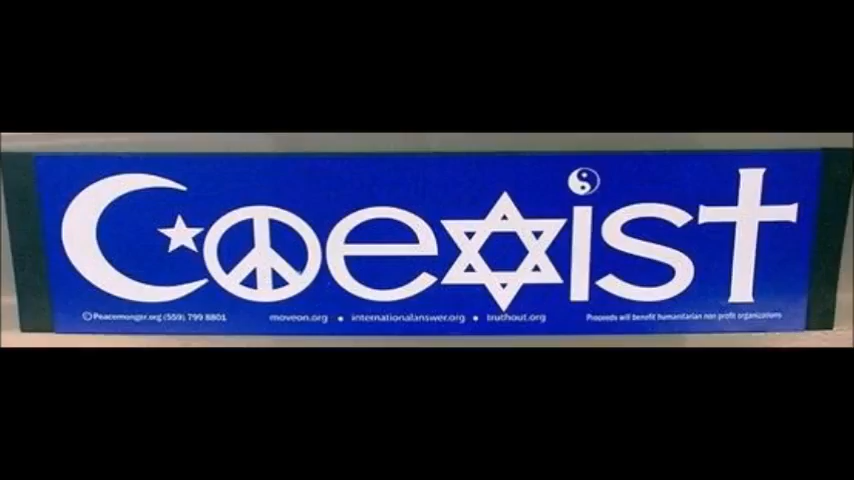 Coexist
©Peacemonger.org (559) 799 8801 moveon.org • internationalanswer.org • truthout.org Proceeds will benefit humanitarian non profit organizations